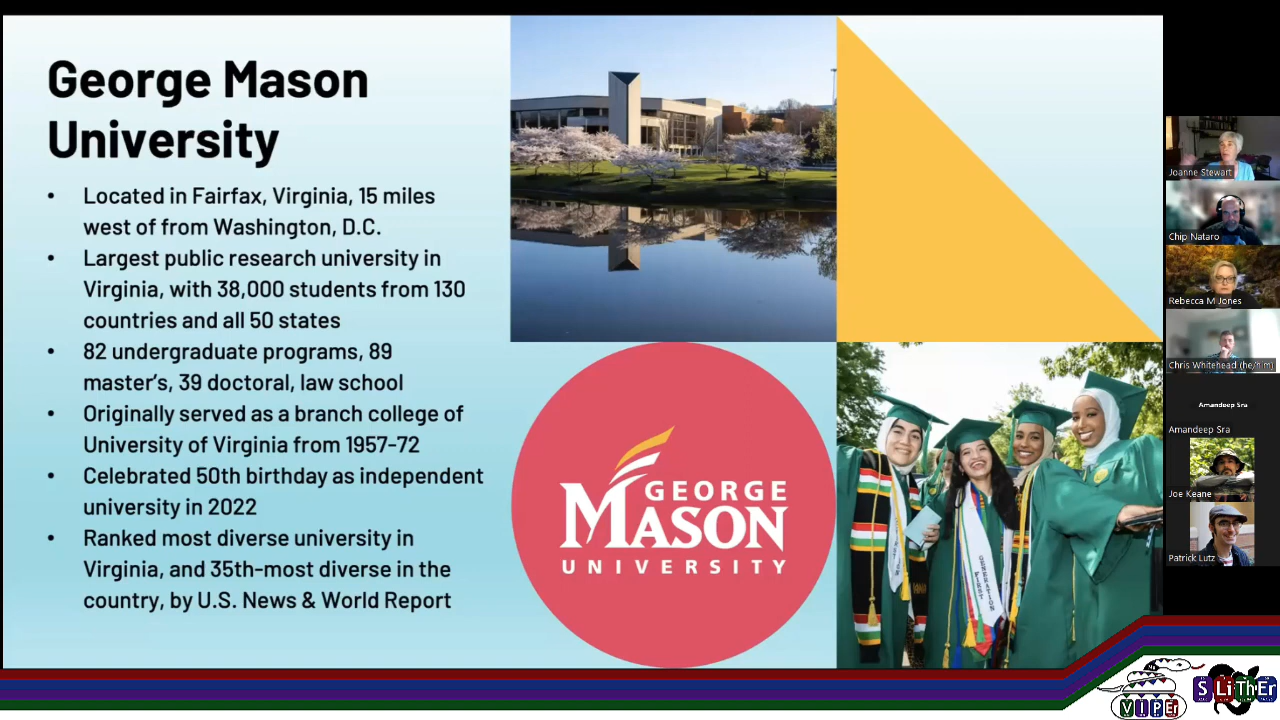 George Mason
University
• Located in Fairfax, Virginia, 15 miles
west of from Washington, D.C.
• Largest public research university in
Virginia, with 38,000 students from 130
countries and all 50 states
• 82 undergraduate programs, 89
master's, 39 doctoral, law school
• Originally served as a branch college of
University of Virginia from 1957-72
• Celebrated 50th birthday as independent
university in 2022
• Ranked most diverse university in
Virginia, and 35th-most diverse in the
country, by U.S. News & World Report
GEORGE
MASON
UNIVERSITY
GENERATION
FIRST
Joanne Stewart
Chip Nataro
Rebecca M Jones
Chris Whitehead (he/him)
Amandeep Sra
Amandeep Sra
Joe Keane
Patrick Lutz
VIPEr
SLiThEr